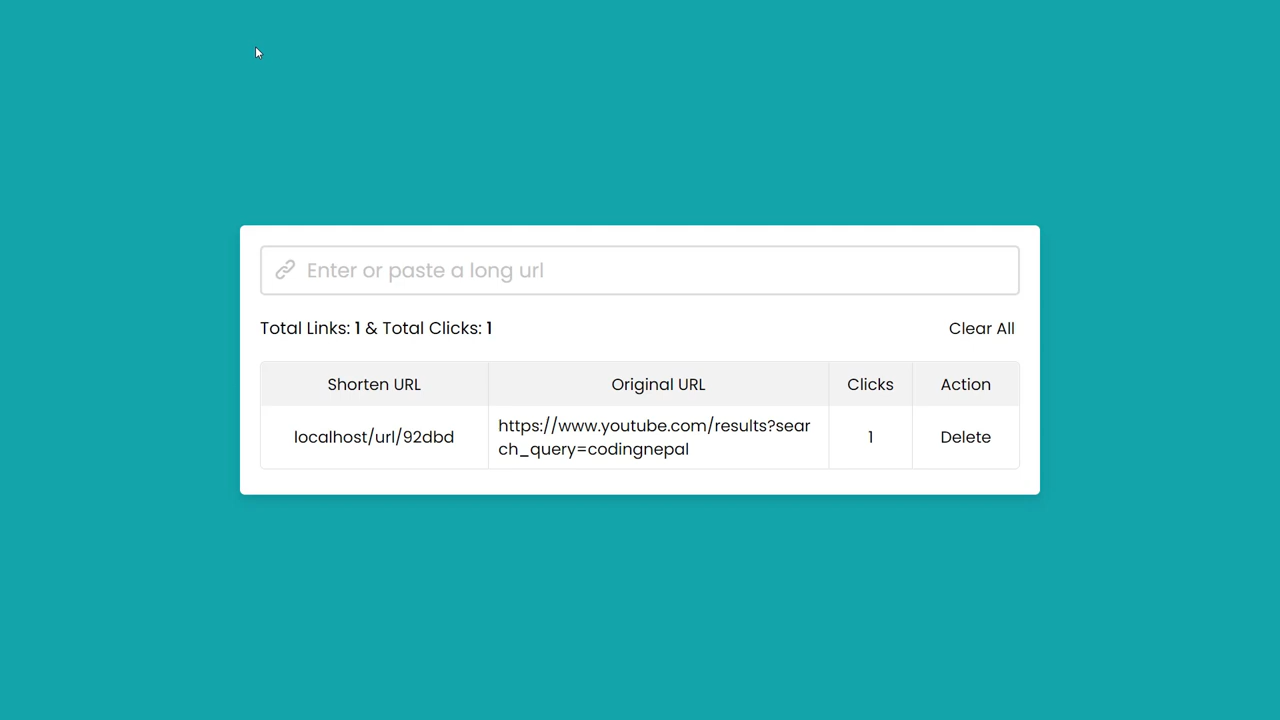 Enter or paste a long url
Total Links: 1 & Total Clicks: 1
Clear All
Shorten URL
Original URL
Clicks
Action
localhost/url/92dbd
https://www.youtube.com/results?sear
ch_query=codingnepal
1
Delete